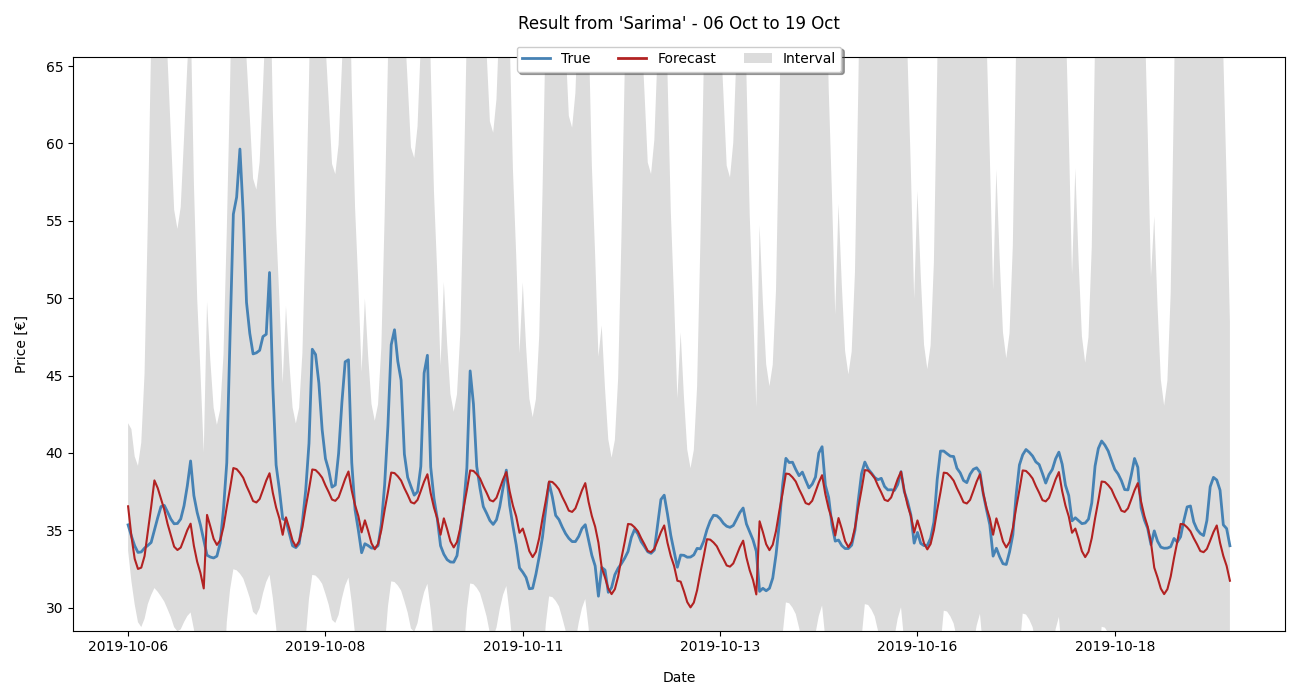 Result from 'Sarima' - 06 Oct to 19 Oct
True Forecast Interval
65
60
55
50
45
40
35
30
Price [€]
2019-10-06 2019-10-08 2019-10-11 2019-10-13 2019-10-16 2019-10-18
Date